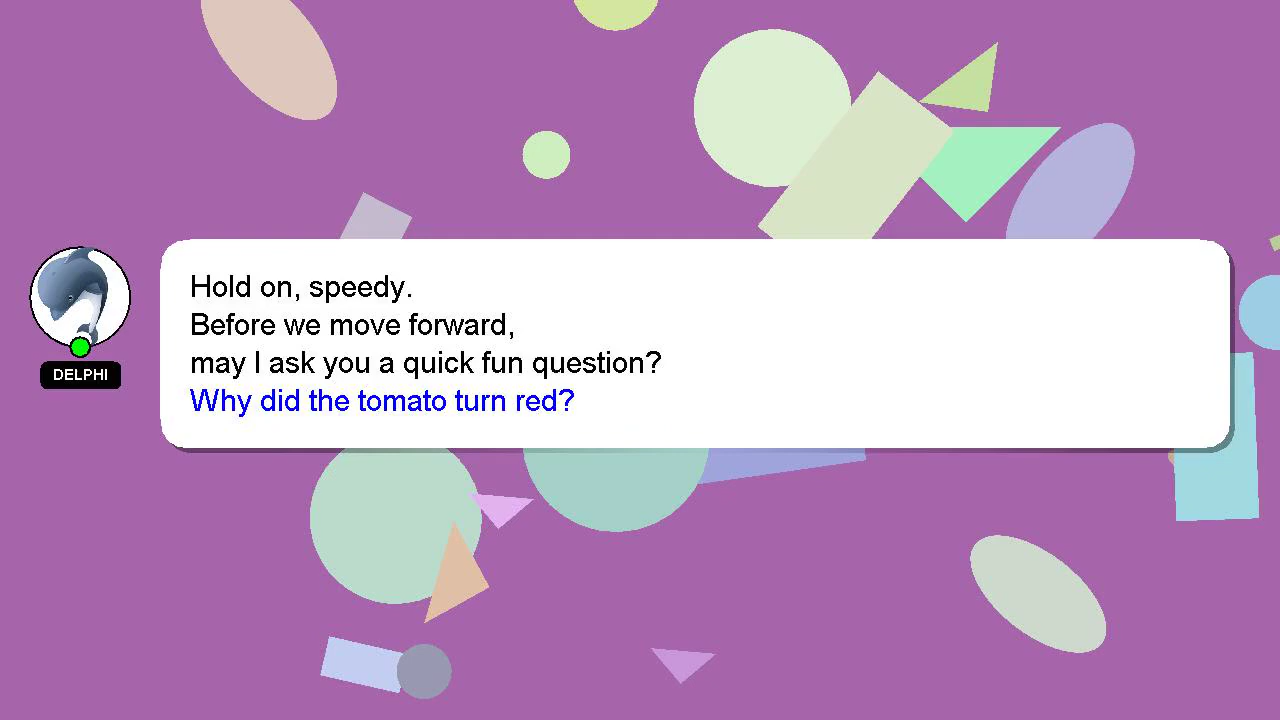 Hold on, speedy.
Before we move forward,
may I ask you a quick fun question?
Why did the tomato turn red?
DELPHI